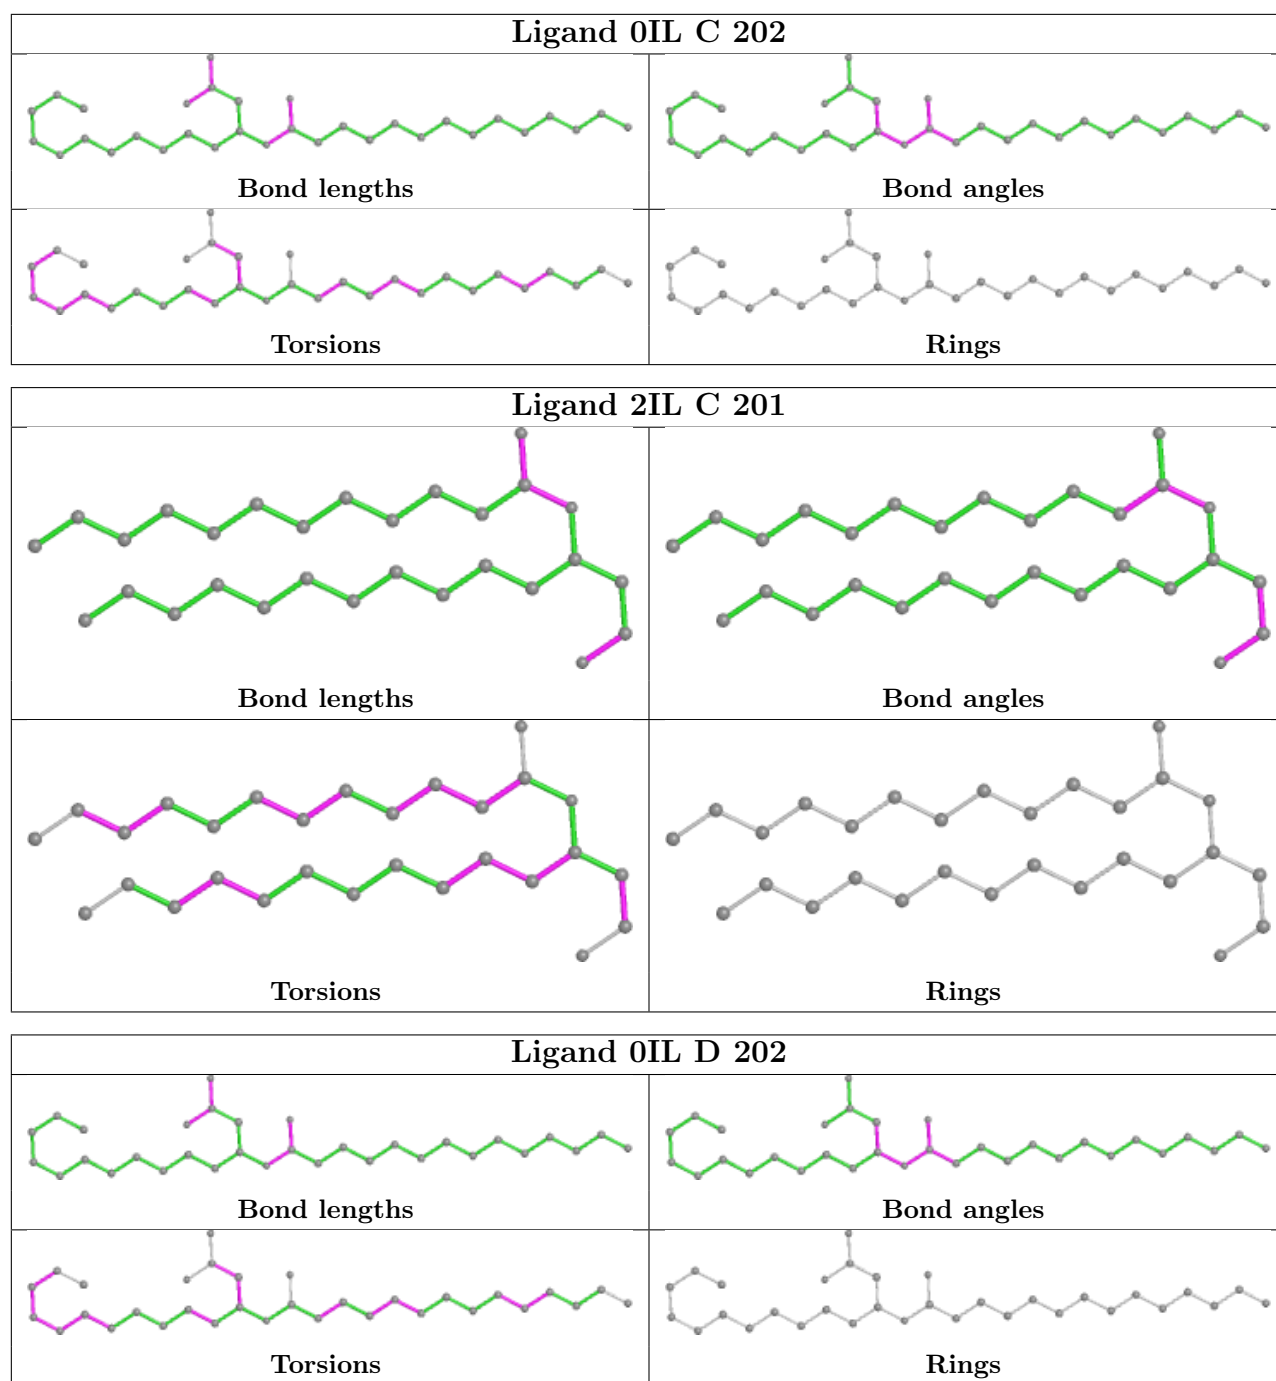 Ligand 0IL C 202
Bond lengths
Bond angles
Torsions
Rings
Ligand 2IL C 201
Bond lengths
Bond angles
Torsions
Rings
Ligand 0IL D 202
Bond lengths
Bond angles
Torsions
Rings